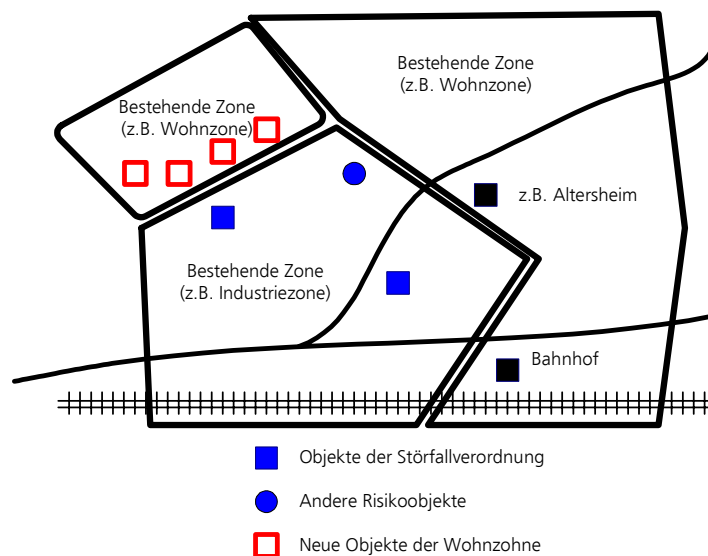 Bestehende Zone
(z.B. Wohnzone)
Bestehende Zone
(z.B. Wohnzone)
z.B. Altersheim
Bestehende Zone
(z.B. Industriezone)
Bahnhof
Objekte der Störfallverordnung
Andere Risikoobjekte
Neue Objekte der Wohnzohne